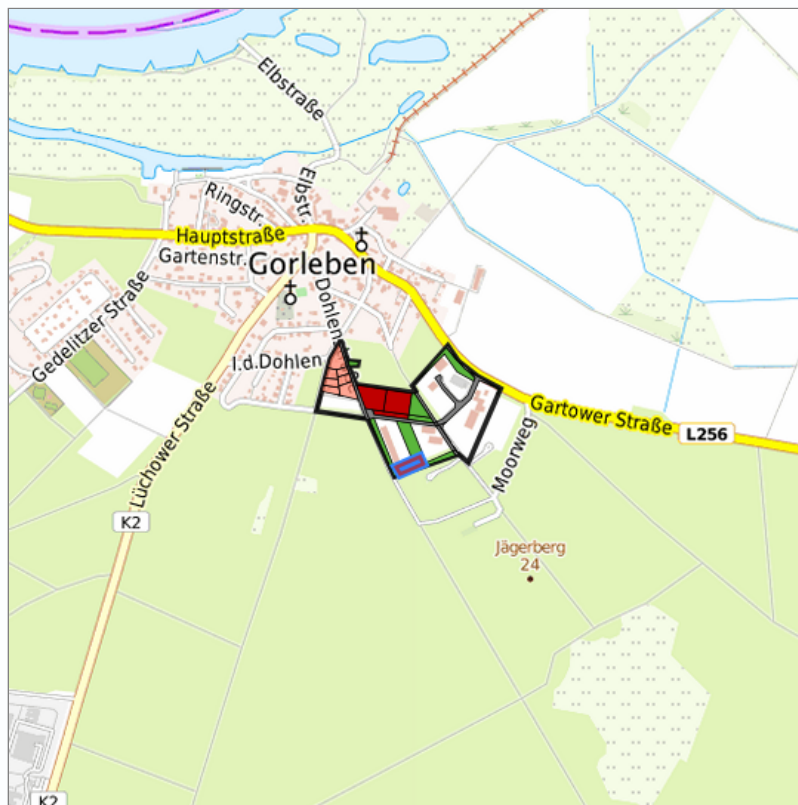 Elbstraße
Elbstr.
Ringstr.
Hauptstraße
Gartenstr.
Gorleben
Dohlen
Gedelitzer Straße
I.d.Dohlen
Lüchower Straße
Gartower Straße
L256
Moorweg
K2
Jägerberg
24
K2